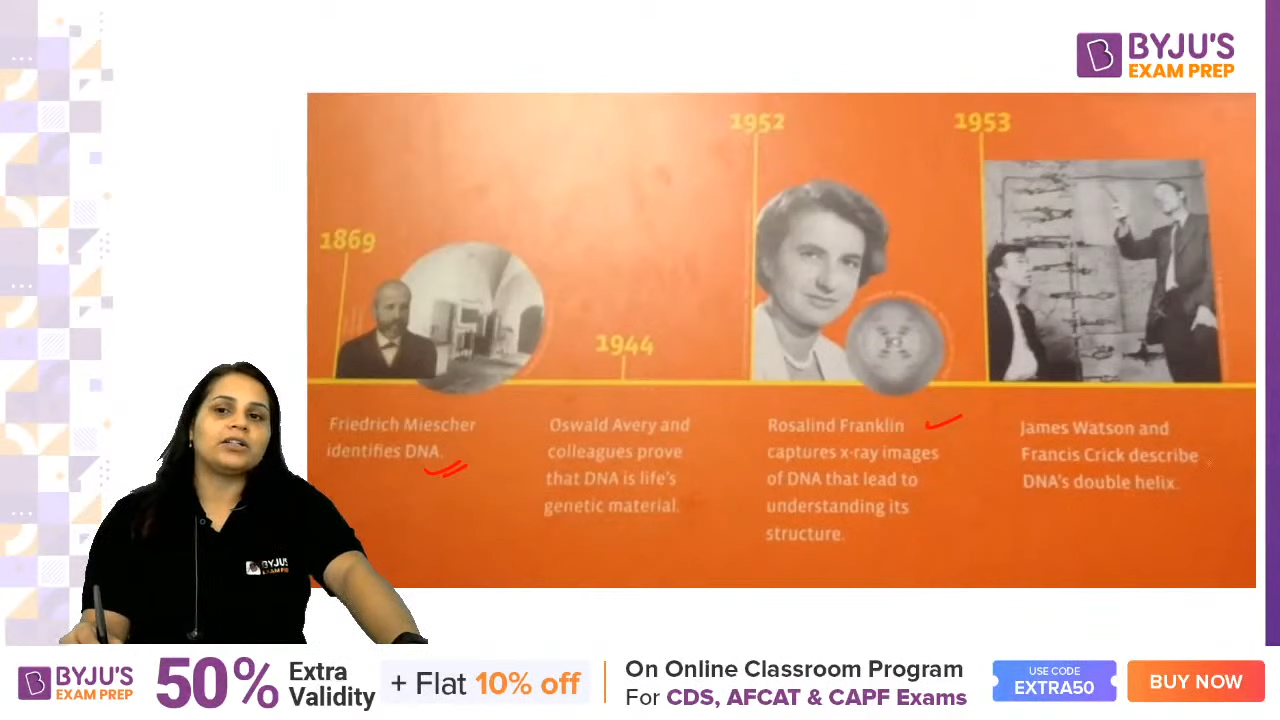 BYJU'S
EXAM PREP
1952
1953
1869
1944
Friedrich Miescher
identifies DNA.
Oswald Avery and
colleagues prove
that DNA is life's
genetic material.
Rosalind Franklin
captures x-ray images
of DNA that lead to
understanding its
structure.
James Watson and
Francis Crick describe
DNA's double helix.
BYJU'S
EXAM PREP
BYJU'S
EXAM PREP
50% Extra
Validity
+ Flat 10% off
On Online Classroom Program
For CDS, AFCAT & CAPF Exams
USE CODE
EXTRA50
BUY NOW